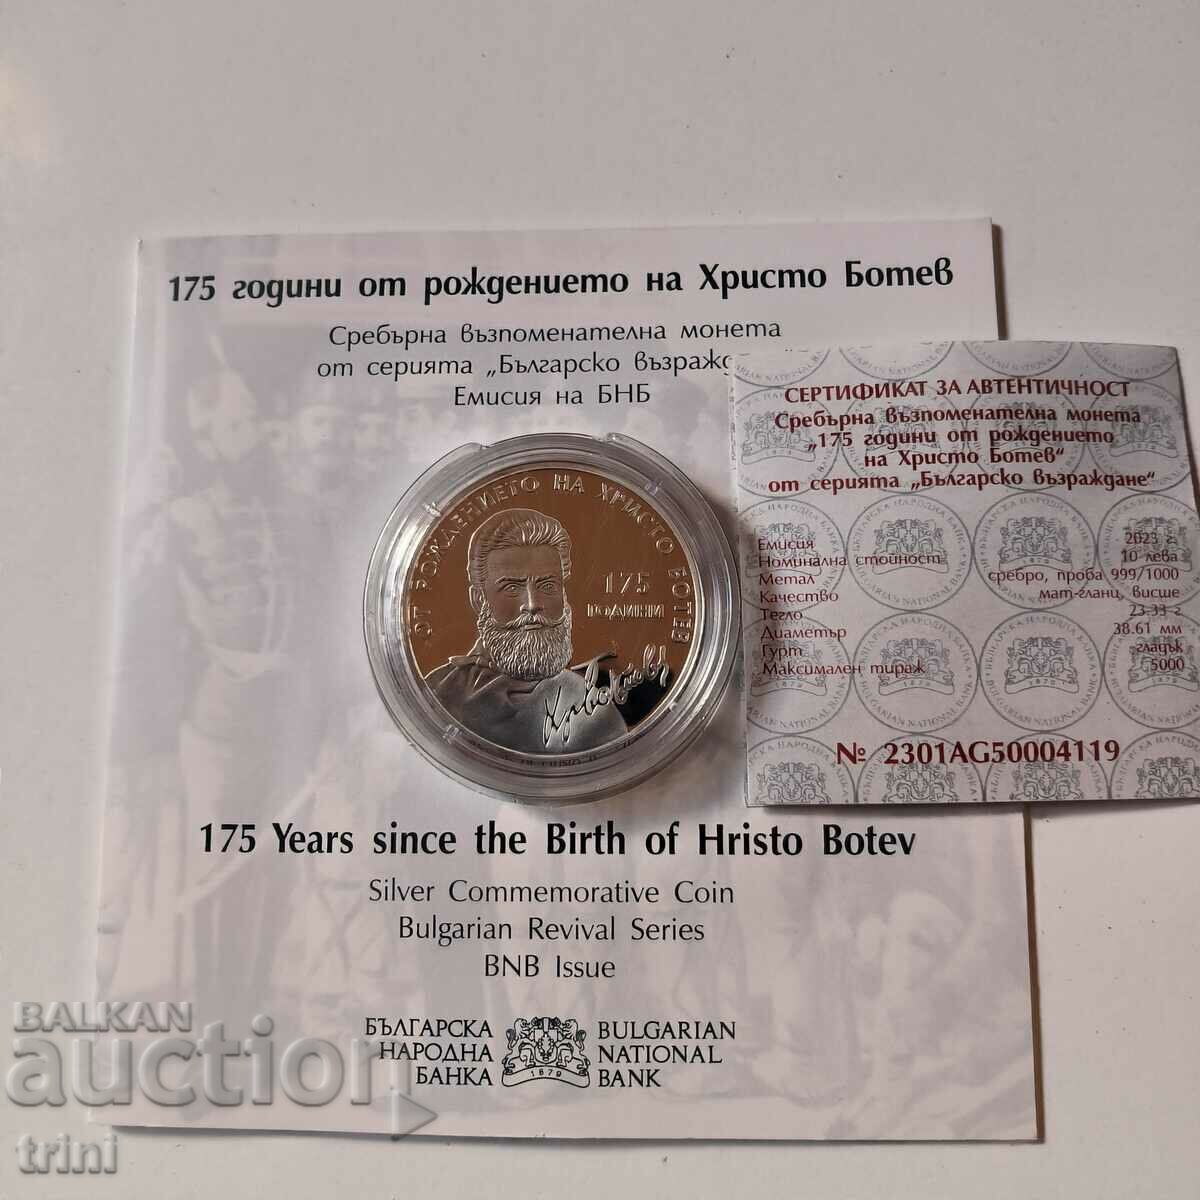 175 години от рождението на Христо Ботев
Сребърна възпоменателна монета
от серията „Българско възражд
Емисия на БНБ
СЕРТИФИКАТ ЗА АВТЕНТИЧНОСТ
Сребърна възпоменателна монета
„175 години от рождението
на Христо Ботев“
от серията „Българско възраждане“
Емисия 2023 г.
Номинална стойност 10 лева
Метал сребро, проба 999/1000
Качество мат-гланц, висше
Тегло 23.33 г
Диаметър 38.61 мм
Гурт гладък
Максимален тираж 5000
№ 2301AG50004119
ОТ РОЖДЕНИЕТО НА ХРИСТО БОТЕВ
175
ГОДИНИ
175 Years since the Birth of Hristo Botev
Silver Commemorative Coin
Bulgarian Revival Series
BNB Issue
БЪЛГАРСКА
НАРОДНА
БАНКА
1879
BULGARIAN
NATIONAL
BANK
BALKAN
auction
trini